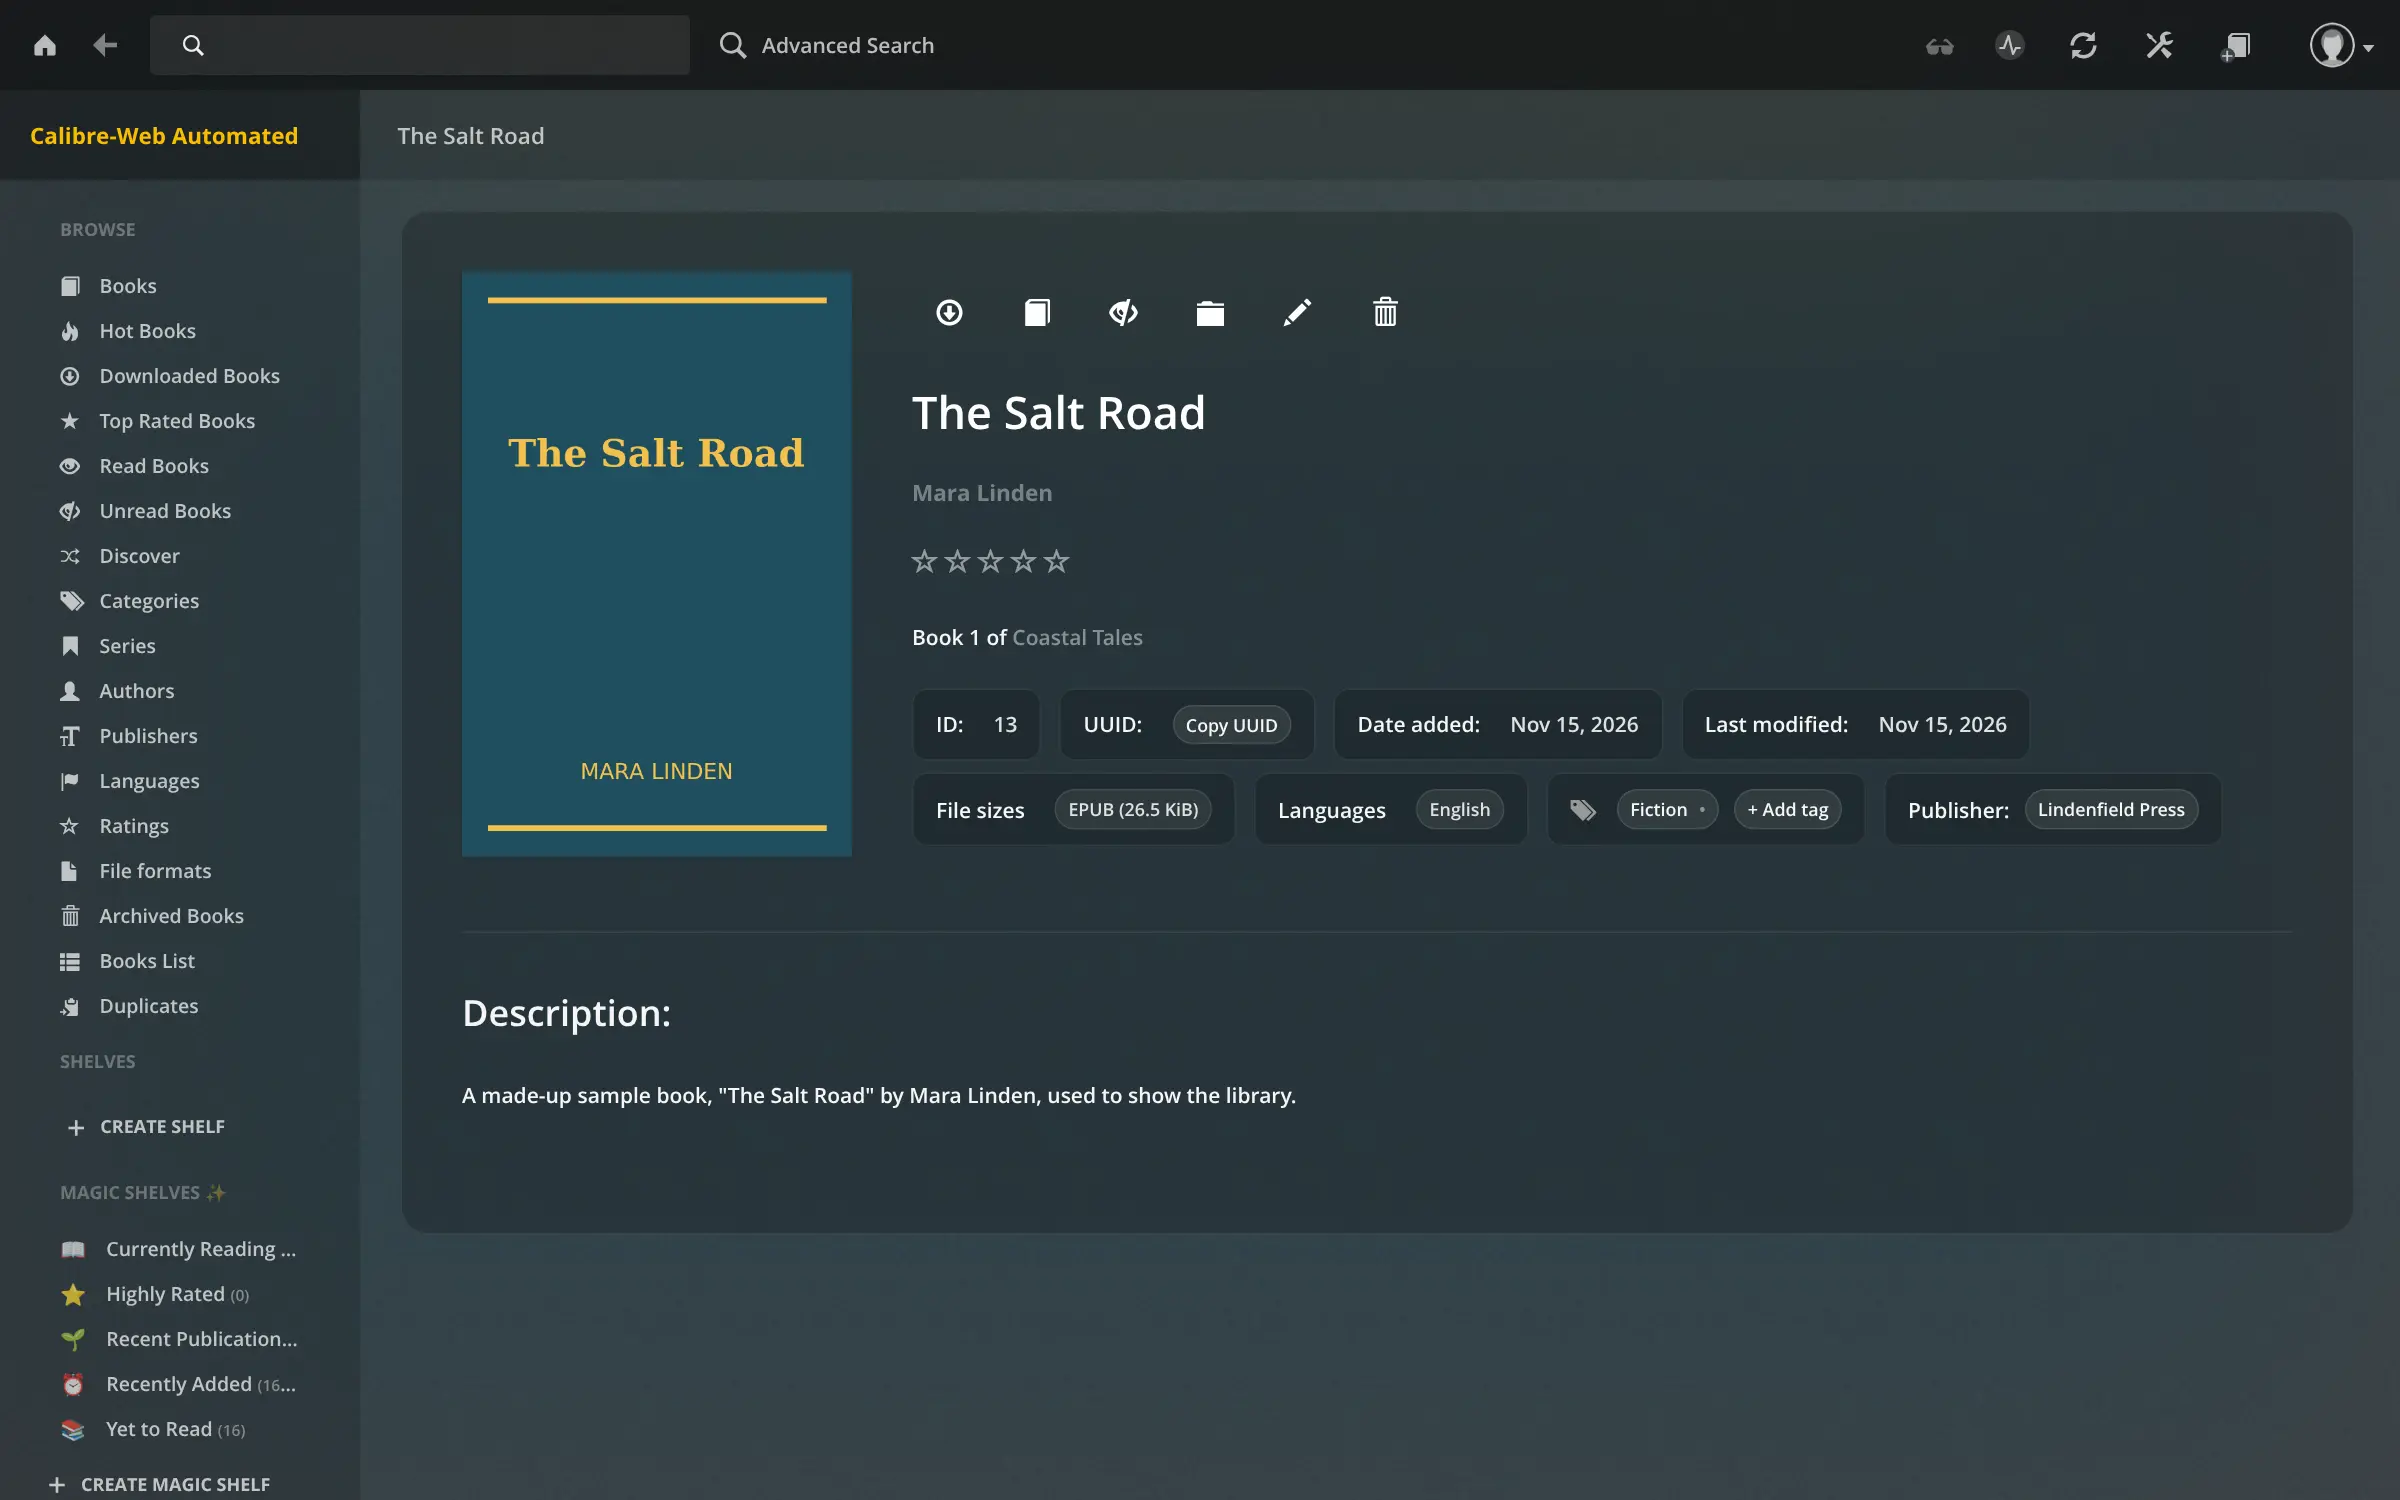 Advanced Search
Calibre-Web Automated
The Salt Road
BROWSE
Books
Hot Books
Downloaded Books
Top Rated Books
Read Books
Unread Books
Discover
Categories
Series
Authors
Publishers
Languages
Ratings
File formats
Archived Books
Books List
Duplicates
SHELVES
CREATE SHELF
MAGIC SHELVES ✨
Currently Reading ...
Highly Rated (0)
Recent Publication...
Recently Added (16...
Yet to Read (16)
CREATE MAGIC SHELF
The Salt Road
MARA LINDEN
The Salt Road
Mara Linden
Book 1 of Coastal Tales
ID: 13 UUID: Copy UUID Date added: Nov 15, 2026 Last modified: Nov 15, 2026
File sizes EPUB (26.5 KiB) Languages English Fiction • + Add tag Publisher: Lindenfield Press
Description:
A made-up sample book, "The Salt Road" by Mara Linden, used to show the library.